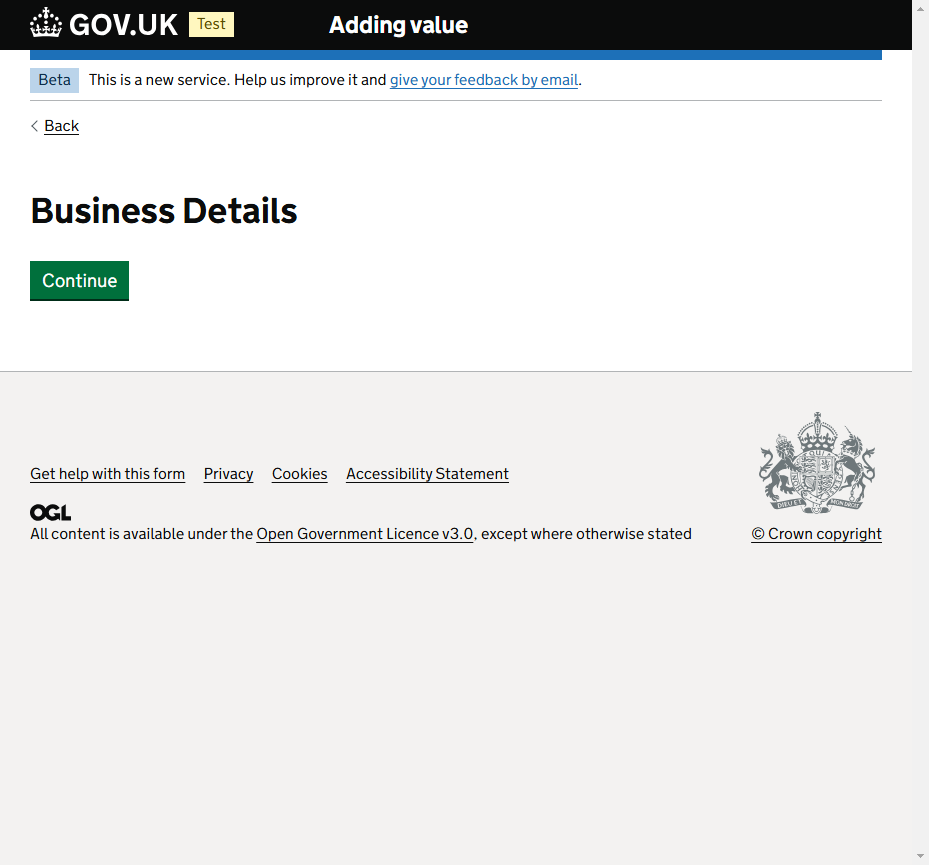 GOV.UK Test Adding value
Beta This is a new service. Help us improve it and give your feedback by email.
Back
Business Details
Continue
Get help with this form Privacy Cookies Accessibility Statement
OGL
All content is available under the Open Government Licence v3.0, except where otherwise stated
© Crown copyright